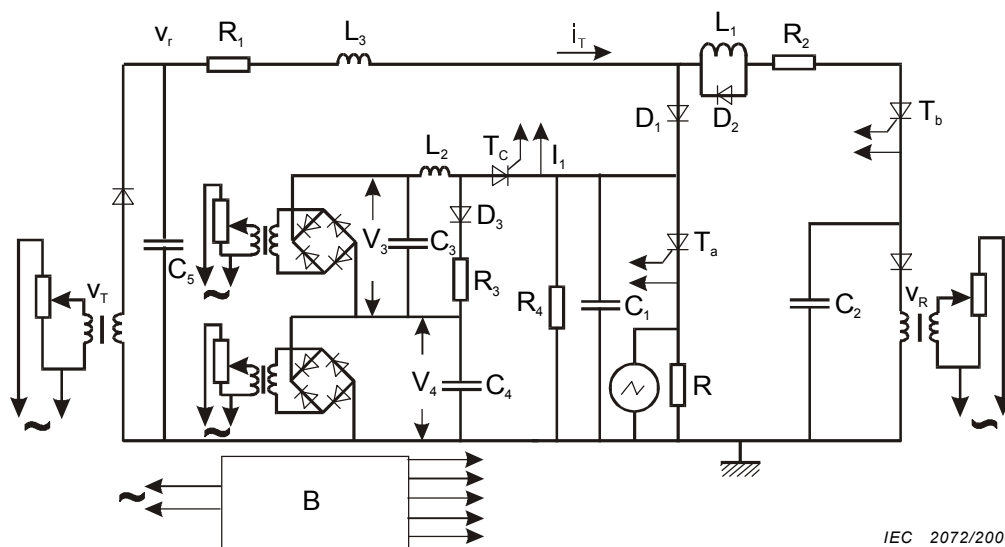 v_r R_1 L_3 i_T L_1 R_2
D_1 D_2 T_b
L_2 T_C I_1
D_3 T_a
V_3 C_3
C_5
R_3 R_4 C_1 C_2
v_T v_R
V_4 C_4 R
~ ~ ~ ~
~ B
IEC 2072/200